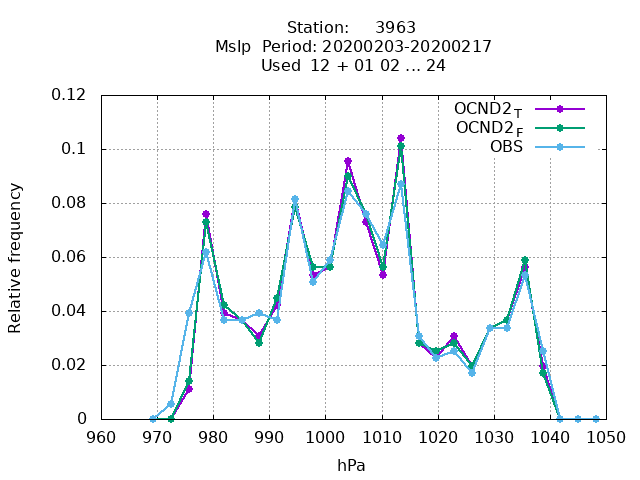 Station: 3963
Mslp Period: 20200203-20200217
Used 12 + 01 02 ... 24
0.12
0.1
0.08
0.06
0.04
0.02
0
Relative frequency
OCND2T
OCND2F
OBS
960 970 980 990 1000 1010 1020 1030 1040 1050
hPa